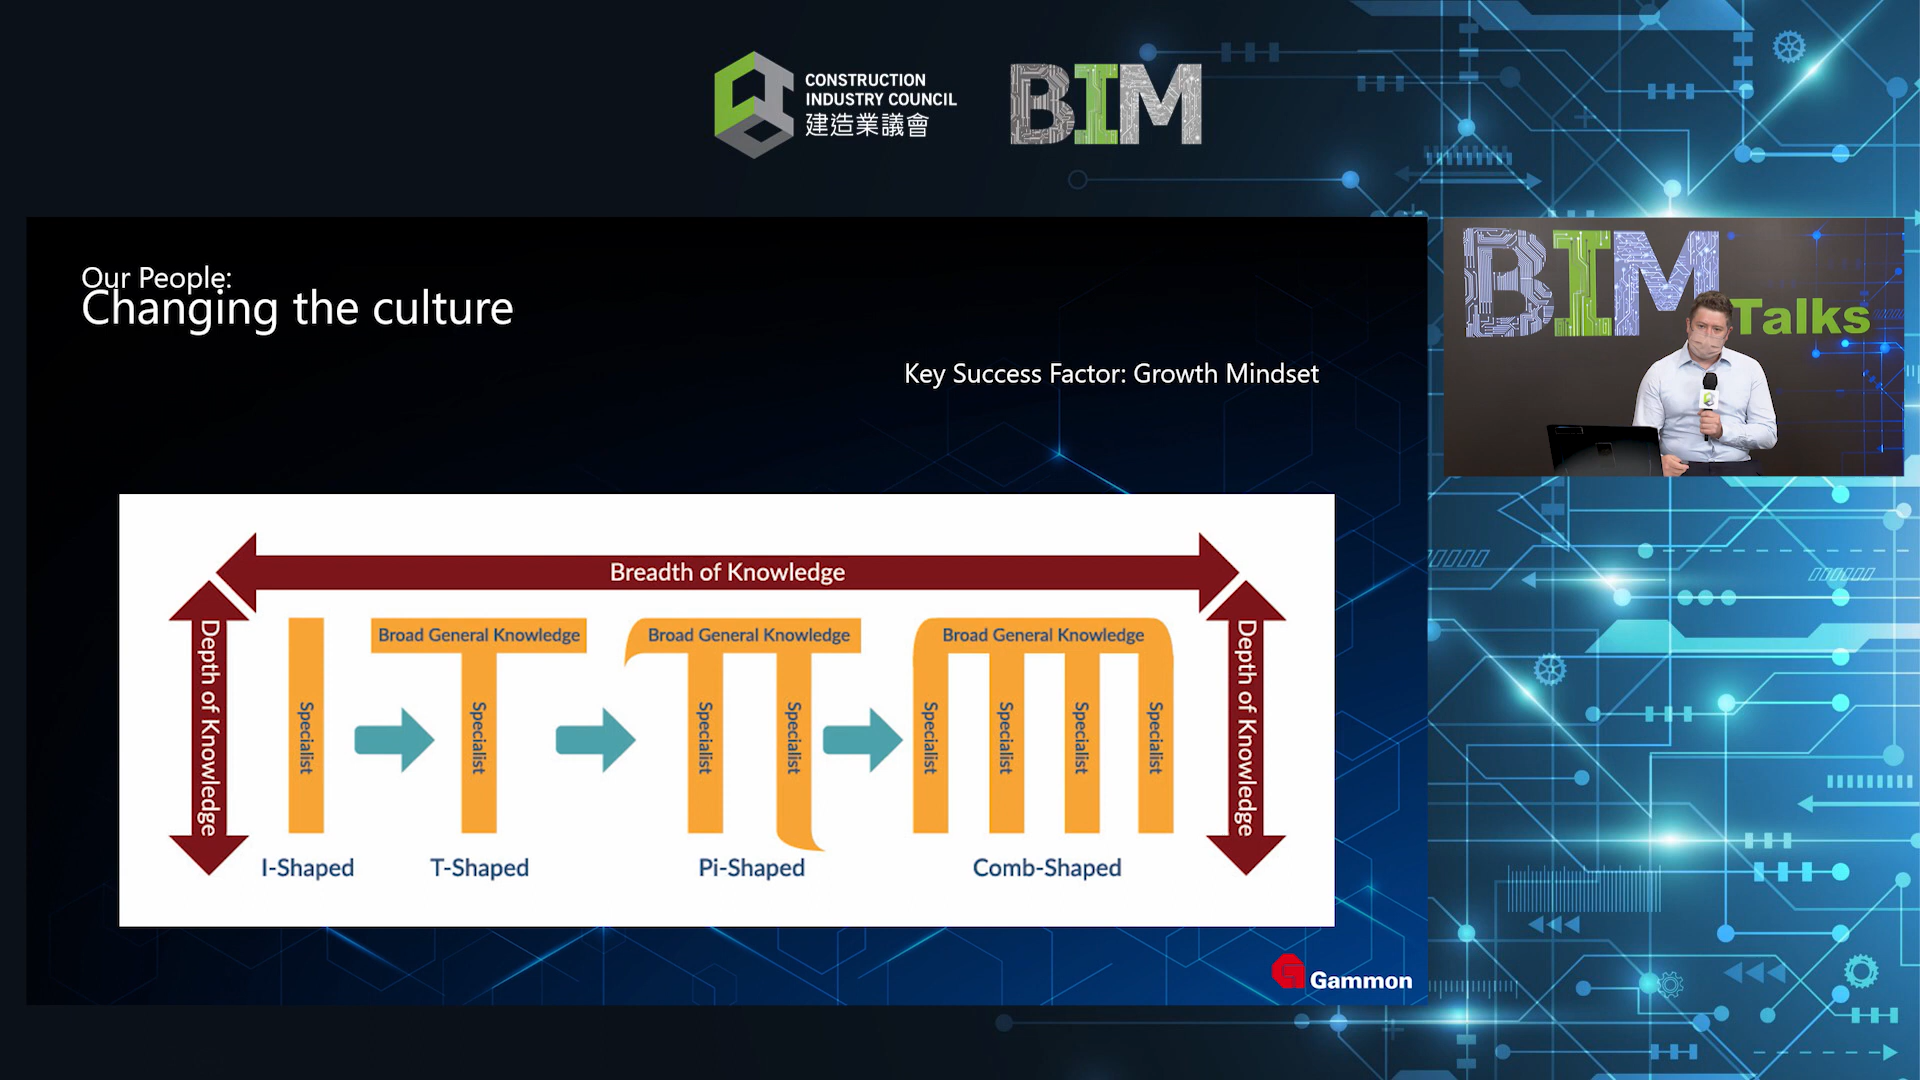 CONSTRUCTION
INDUSTRY COUNCIL
建造業議會
BIM
Our People:
Changing the culture
Key Success Factor: Growth Mindset
BIM
Talks
Breadth of Knowledge
Depth of Knowledge
Specialist
I-Shaped
Broad General Knowledge
Specialist
T-Shaped
Broad General Knowledge
Specialist
Specialist
Pi-Shaped
Broad General Knowledge
Specialist
Specialist
Specialist
Specialist
Comb-Shaped
Depth of Knowledge
Gammon